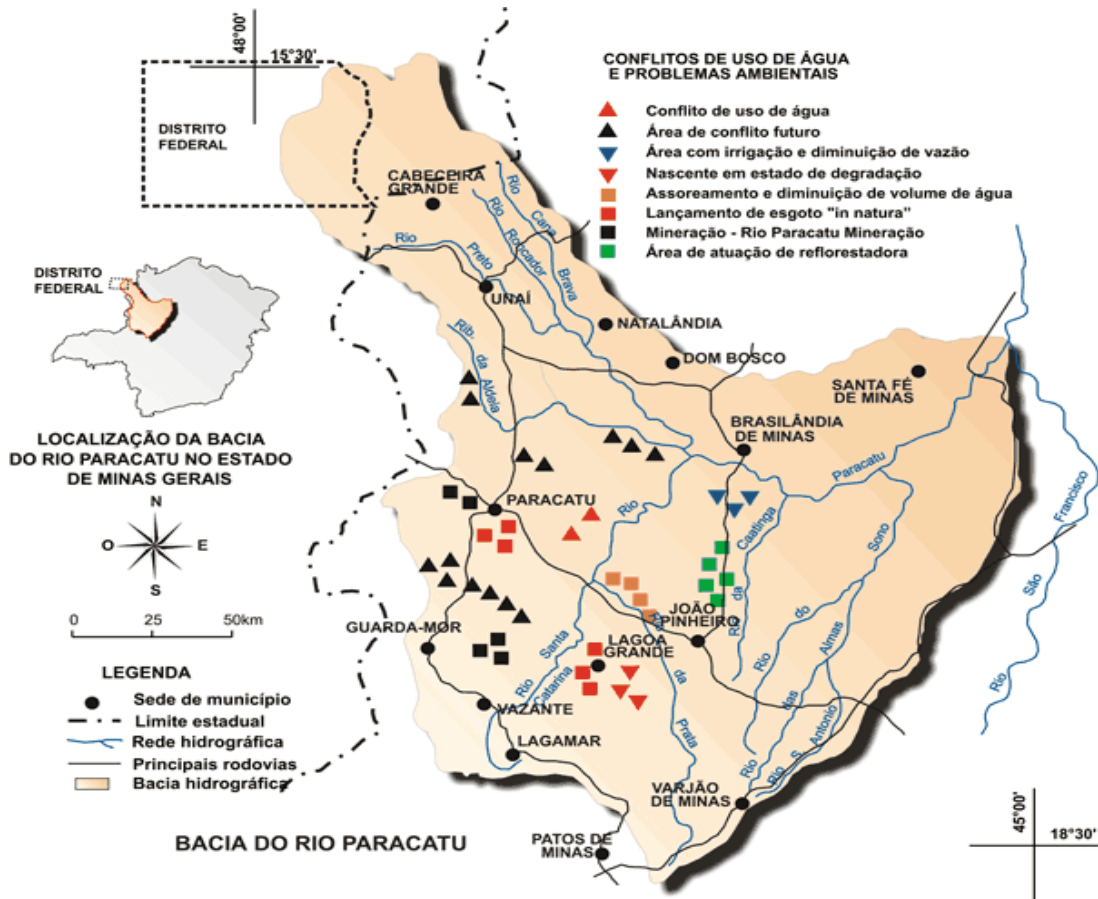 48°00'
15°30'
DISTRITO
FEDERAL
CONFLITOS DE USO DE ÁGUA
E PROBLEMAS AMBIENTAIS
Conflito de uso de água
Área de conflito futuro
Área com irrigação e diminuição de vazão
Nascente em estado de degradação
Assoreamento e diminuição de volume de água
Lançamento de esgoto "in natura"
Mineração - Rio Paracatu Mineração
Área de atuação de reflorestadora
CABECEIRA
GRANDE
Rio
Cana
Brava
Rio
Roncador
Rio
Preto
UNAÍ
DISTRITO
FEDERAL
NATALÂNDIA
DOM BOSCO
SANTA FÉ
DE MINAS
Rib.
da
Aldeia
BRASILÂNDIA
DE MINAS
LOCALIZAÇÃO DA BACIA
DO RIO PARACATU NO ESTADO
DE MINAS GERAIS
N
O
E
S
0
25
50km
PARACATU
Rio
Paracatu
Caatinga
da
Rio
Sono
do
Rio
Francisco
São
Rio
JOÃO
PINHEIRO
GUARDA-MOR
LAGOA
GRANDE
Rio
Santa
Catarina
Rio
da
Prata
Almas
das
Rio
Antonio
S.
Rio
VAZANTE
LAGAMAR
VARJÃO
DE MINAS
PATOS DE
MINAS
LEGENDA
Sede de município
Limite estadual
Rede hidrográfica
Principais rodovias
Bacia hidrográfica
BACIA DO RIO PARACATU
45°00'
18°30'